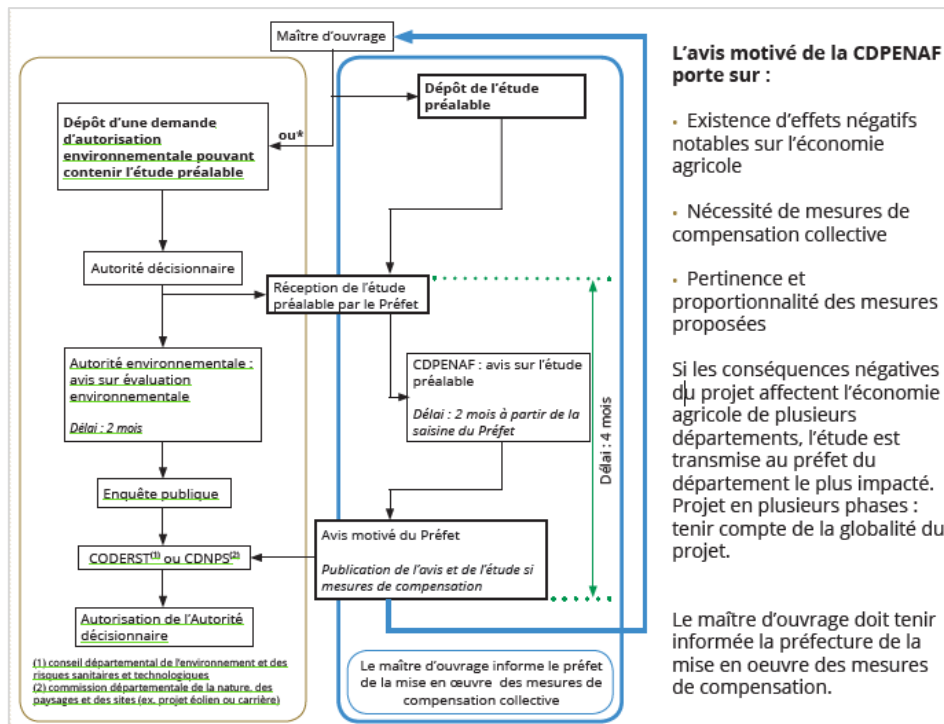 Maître d'ouvrage
Dépôt de l'étude
préalable
Dépôt d'une demande
d'autorisation
environnementale pouvant
contenir l'étude préalable
ou*
Autorité décisionnaire
Réception de l'étude
préalable par le Préfet
Autorité environnementale :
avis sur évaluation
environnementale
Délai : 2 mois
CDPENAF : avis sur l'étude
préalable
Délai : 2 mois à partir de la
saisine du Préfet
Délai : 4 mois
Enquête publique
CODERST(1) ou CDNPS(2)
Avis motivé du Préfet
Publication de l'avis et de l'étude si
mesures de compensation
Autorisation de l'Autorité
décisionnaire
(1) conseil départemental de l'environnement et des
risques sanitaires et technologiques
(2) commission départementale de la nature, des
paysages et des sites (ex. projet éolien ou carrière)
Le maître d'ouvrage informe le préfet
de la mise en œuvre des mesures de
compensation collective
L'avis motivé de la CDPENAF
porte sur :
• Existence d'effets négatifs
notables sur l'économie
agricole
• Nécessité de mesures de
compensation collective
• Pertinence et
proportionnalité des mesures
proposées
Si les conséquences négatives
du projet affectent l'économie
agricole de plusieurs
départements, l'étude est
transmise au préfet du
département le plus impacté.
Projet en plusieurs phases :
tenir compte de la globalité du
projet.
Le maître d'ouvrage doit tenir
informée la préfecture de la
mise en oeuvre des mesures
de compensation.